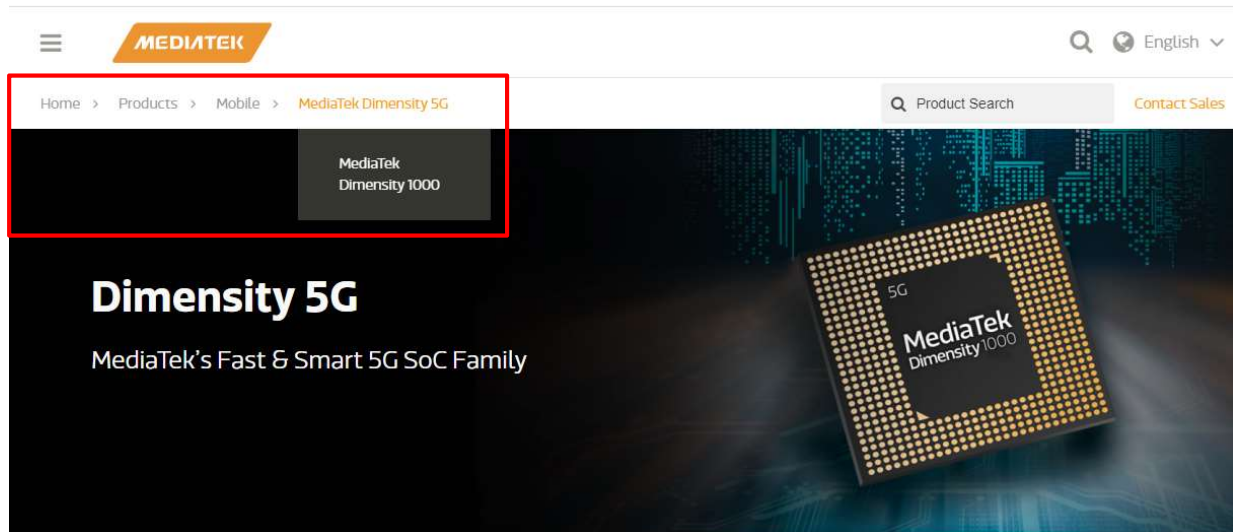 MEDIATEK
English
Home > Products > Mobile > MediaTek Dimensity 5G
Product Search
Contact Sales
MediaTek
Dimensity 1000
Dimensity 5G
MediaTek's Fast & Smart 5G SoC Family
5G
MediaTek
Dimensity 1000